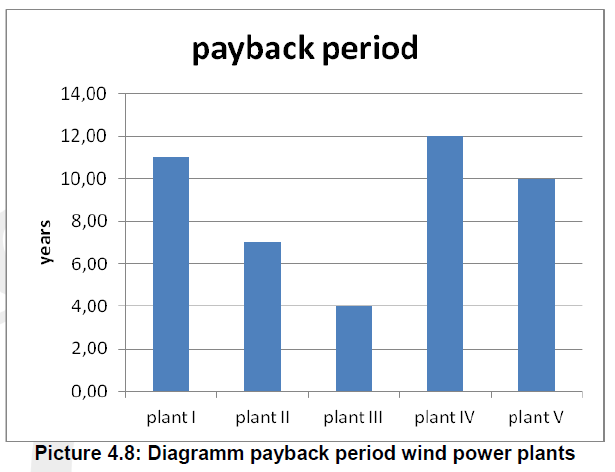 payback period
14,00
12,00
10,00
8,00
6,00
4,00
2,00
0,00
years
plant I plant II plant III plant IV plant V
Picture 4.8: Diagramm payback period wind power plants